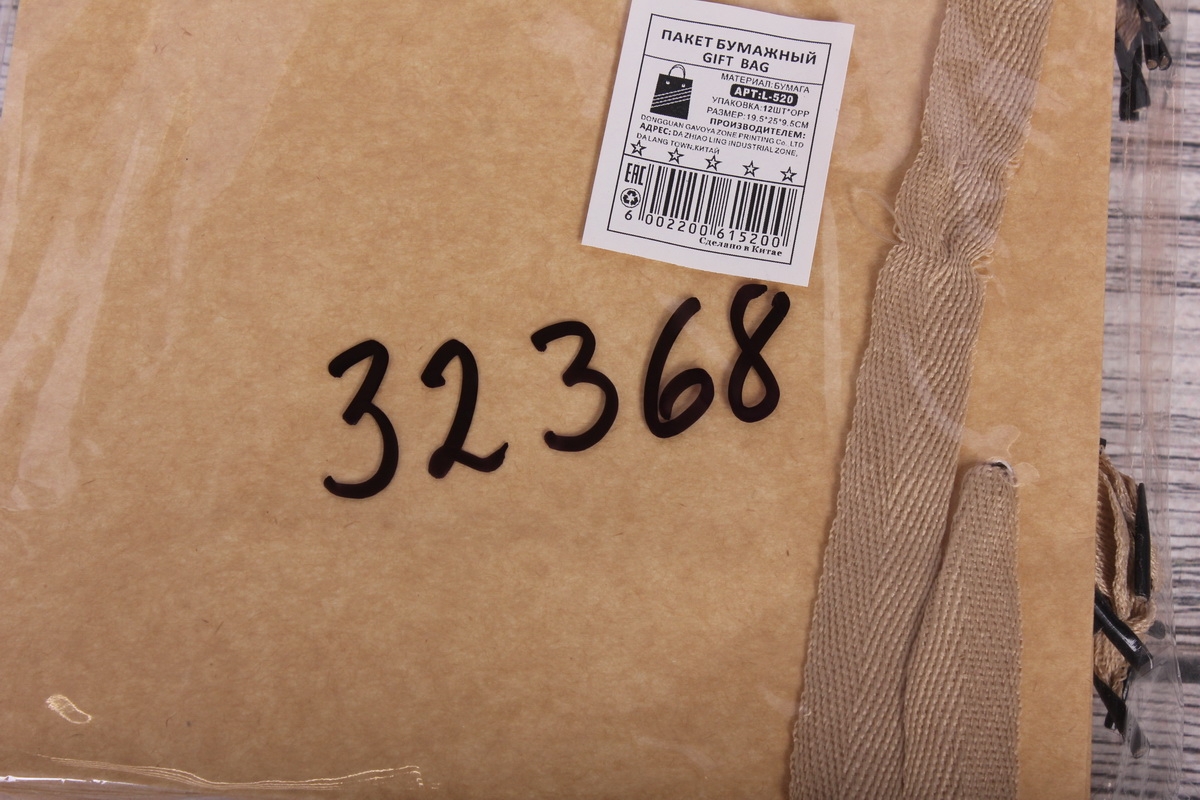 ПАКЕТ БУМАЖНЫЙ
GIFT BAG
МАТЕРИАЛ:БУМАГА
АРТ:L-520
УПАКОВКА:12ШТ*OPP
РАЗМЕР:19.5*25*9.5СМ
ПРОИЗВОДИТЕЛЕМ:
DONGGUAN GAVOYA ZONE PRINTING Co., LTD
АДРЕС: DA ZHIAO LING INDUSTRIAL ZONE,
DA LANG TOWN,КИТАЙ
EAC
6 002200 615200
Сделано в Китае
32368